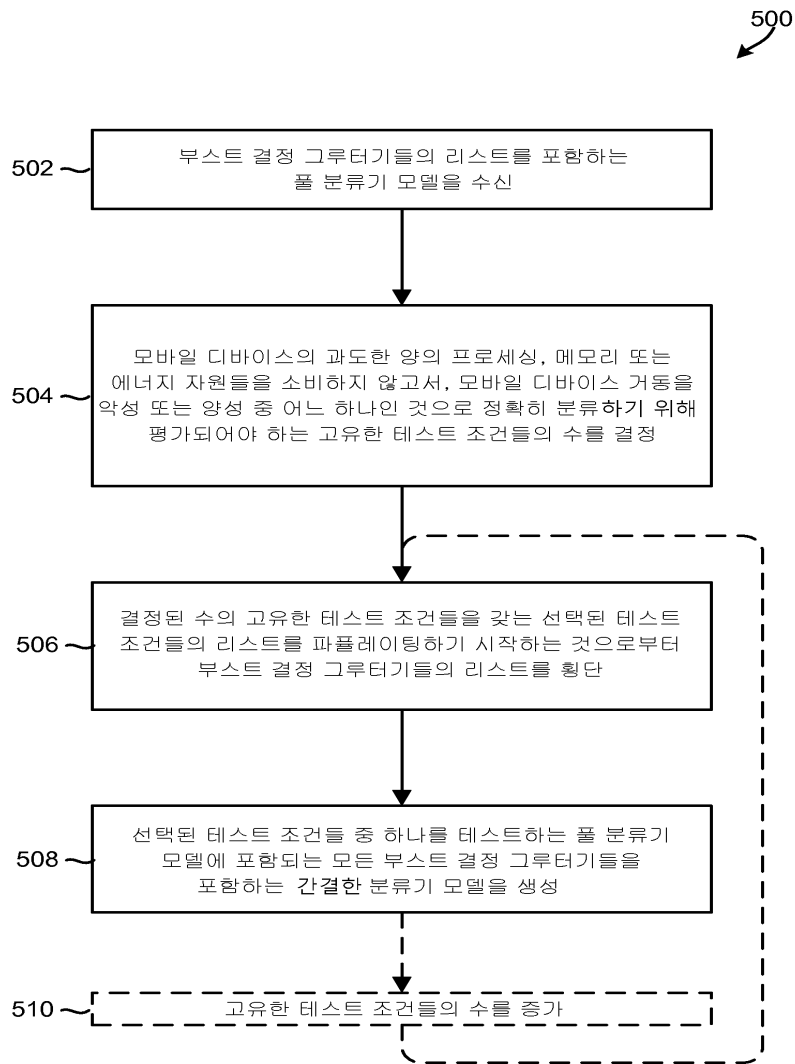 500
502
부스트 결정 그루터기들의 리스트를 포함하는
풀 분류기 모델을 수신
504
모바일 디바이스의 과도한 양의 프로세싱, 메모리 또는
에너지 자원들을 소비하지 않고서, 모바일 디바이스 거동을
악성 또는 양성 중 어느 하나인 것으로 정확히 분류하기 위해
평가되어야 하는 고유한 테스트 조건들의 수를 결정
506
결정된 수의 고유한 테스트 조건들을 갖는 선택된 테스트
조건들의 리스트를 파퓰레이팅하기 시작하는 것으로부터
부스트 결정 그루터기들의 리스트를 횡단
508
선택된 테스트 조건들 중 하나를 테스트하는 풀 분류기
모델에 포함되는 모든 부스트 결정 그루터기들을
포함하는 간결한 분류기 모델을 생성
510
고유한 테스트 조건들의 수를 증가